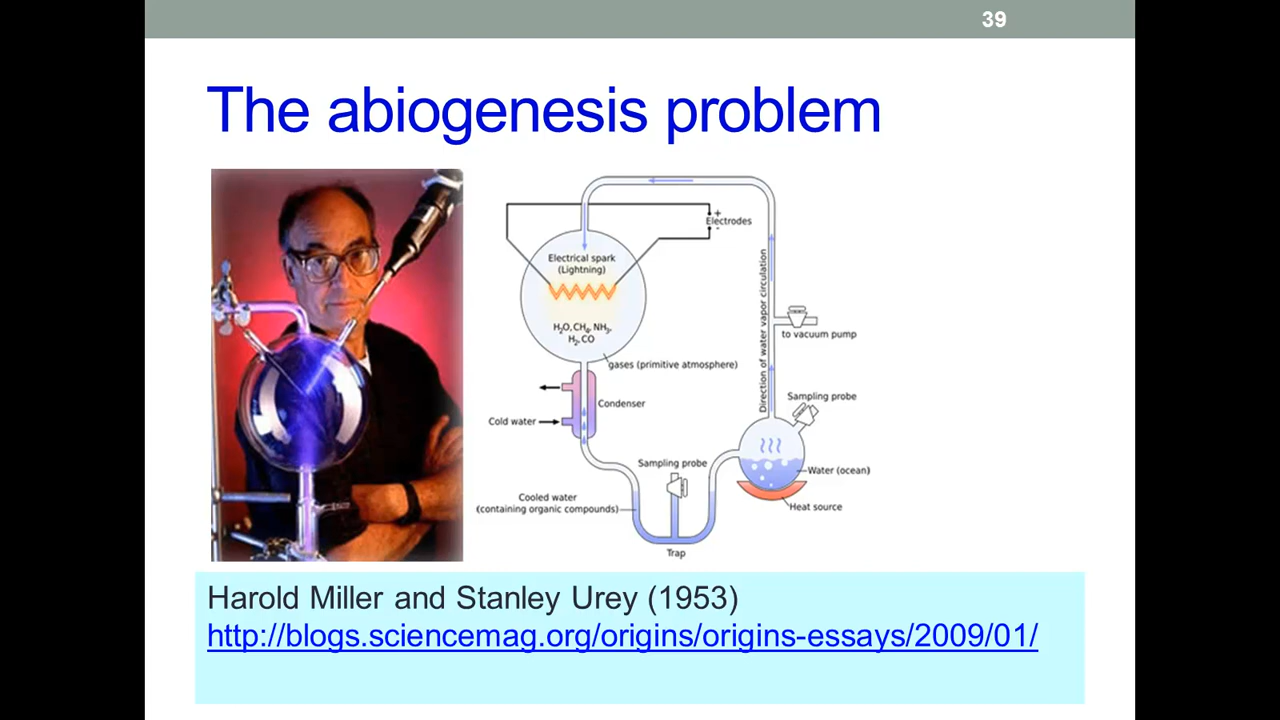 39
The abiogenesis problem
+
Electrodes
-
Electrical spark
(Lightning)
H₂O, CH₄, NH₃,
H₂, CO
gases (primitive atmosphere)
Direction of water vapor circulation
to vacuum pump
Condenser
Cold water
Sampling probe
Sampling probe
Water (ocean)
Heat source
Cooled water
(containing organic compounds)
Trap
Harold Miller and Stanley Urey (1953)
http://blogs.sciencemag.org/origins/origins-essays/2009/01/